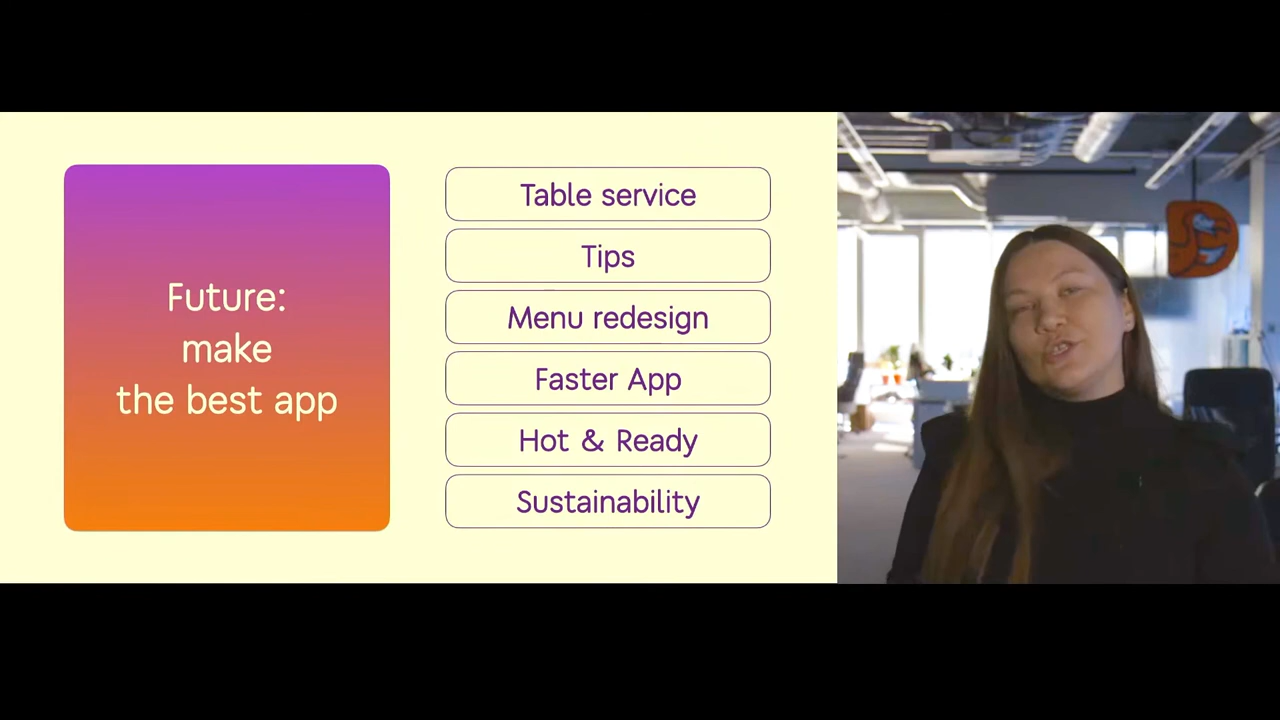 Future:
make
the best app
Table service
Tips
Menu redesign
Faster App
Hot & Ready
Sustainability